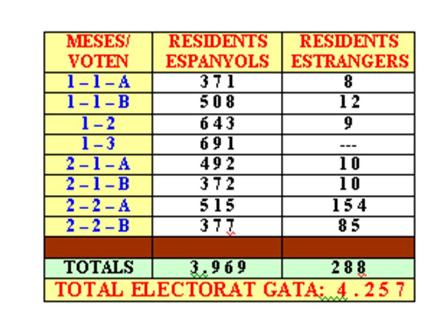 MESES/ VOTEN RESIDENTS ESPANYOLS RESIDENTS ESTRANGERS
1 – 1 – A 371 8
1 – 1 – B 508 12
1 – 2 643 9
1 – 3 691 ---
2 – 1 – A 492 10
2 – 1 – B 372 10
2 – 2 – A 515 154
2 – 2 – B 377 85
TOTALS 3.969 288
TOTAL ELECTORAT GATA: 4.257